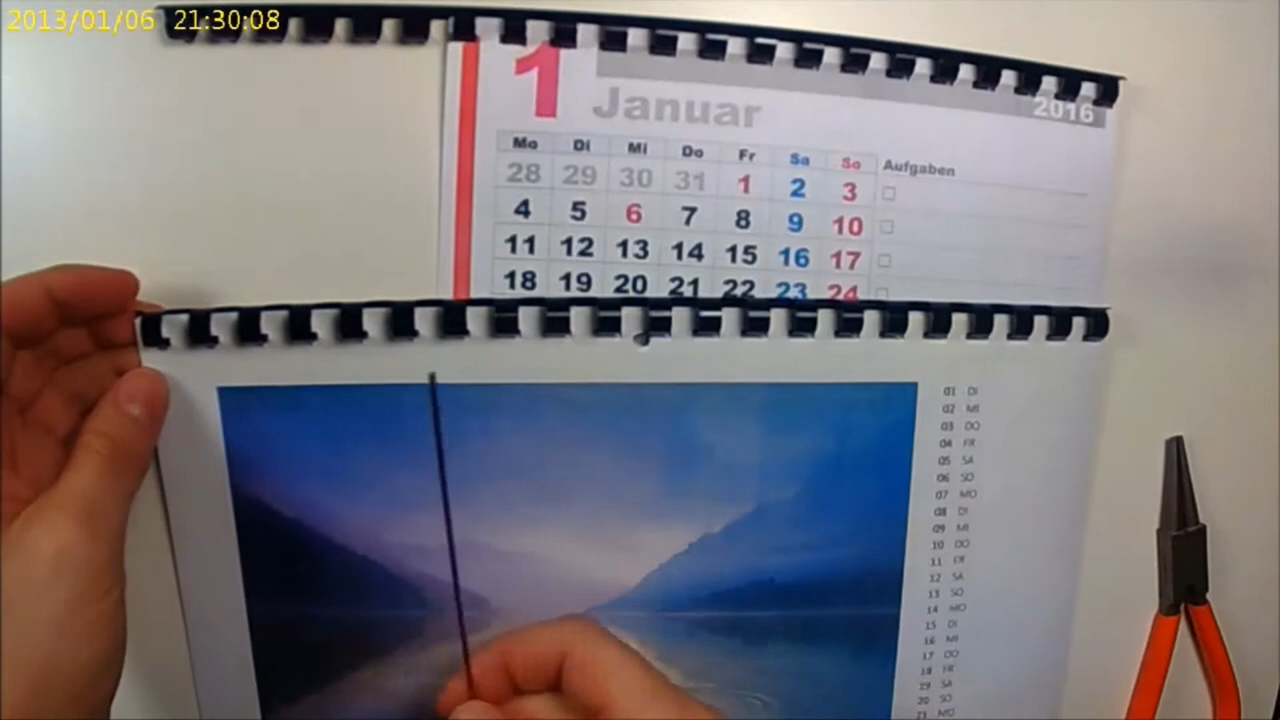 2013/01/06 21:30:08
1 Januar 2016
Mo Di Mi Do Fr Sa So Aufgaben
28 29 30 31 1 2 3
4 5 6 7 8 9 10
11 12 13 14 15 16 17
18 19 20 21 22 23 24
01 DI
02 MI
03 DO
04 FR
05 SA
06 SO
07 MO
08 DI
09 MI
10 DO
11 FR
12 SA
13 SO
14 MO
15 DI
16 MI
17 DO
18 FR
19 SA
20 SO
21 MO